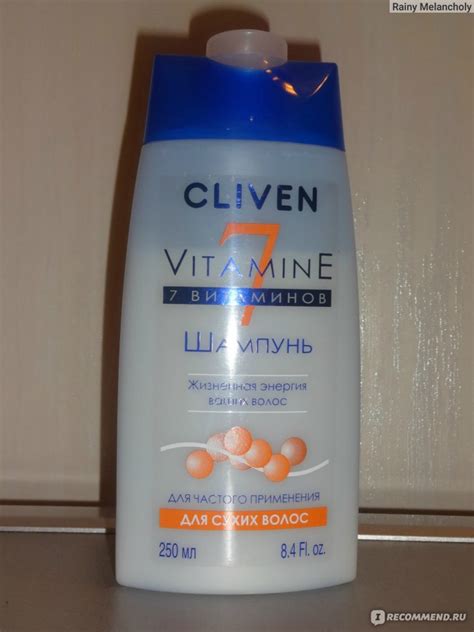 Rainy Melancholy
CLIVEN
7
VITAMINE
7 ВИТАМИНОВ
ШАМПУНЬ
Жизненная энергия
ваших волос
ДЛЯ ЧАСТОГО ПРИМЕНЕНИЯ
ДЛЯ СУХИХ ВОЛОС
250 мл 8.4 Fl. oz.
IRECOMMEND.RU